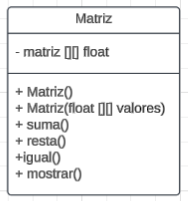 Matriz
- matriz [][] float
+ Matriz()
+ Matriz(float [][] valores)
+ suma()
+ resta()
+igual()
+ mostrar()